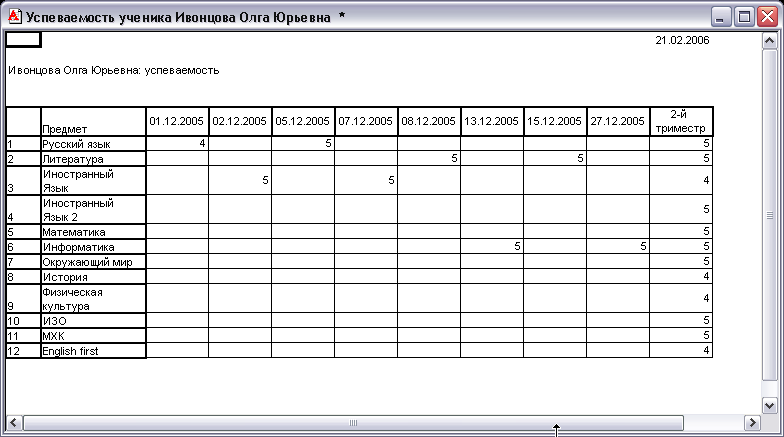 Успеваемость ученика Ивонцова Олга Юрьевна *
21.02.2006
Ивонцова Олга Юрьевна: успеваемость
Предмет 01.12.2005 02.12.2005 05.12.2005 07.12.2005 08.12.2005 13.12.2005 15.12.2005 27.12.2005 2-й
триместр
1 Русский язык 4 5 5
2 Литература 5 5 5
3 Иностранный
Язык 5 5 4
4 Иностранный
Язык 2 5
5 Математика 5
6 Информатика 5 5 5
7 Окружающий мир 5
8 История 4
9 Физическая
культура 4
10 ИЗО 5
11 МХК 5
12 English first 4